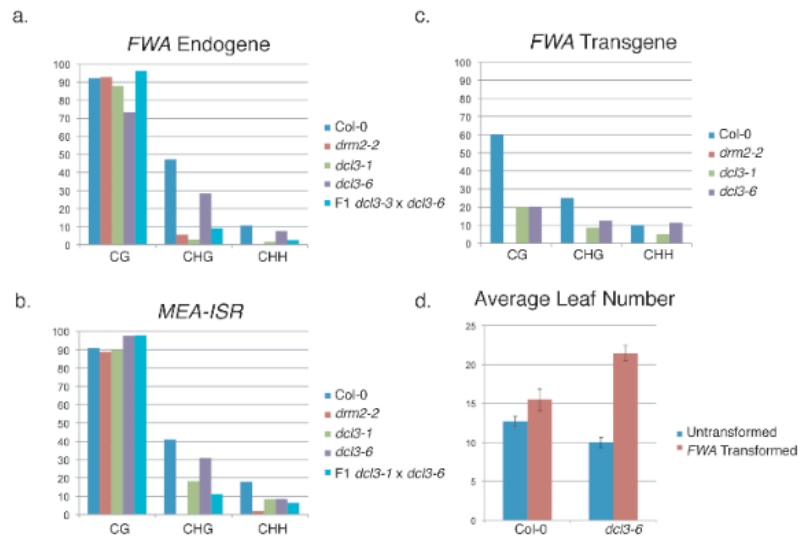 a.
FWA Endogene
100
90
80
70
60
50
40
30
20
10
0
CG
CHG
CHH
Col-0
drm2-2
dcl3-1
dcl3-6
F1 dcl3-3 x dcl3-6
b.
MEA-ISR
100
90
80
70
60
50
40
30
20
10
0
CG
CHG
CHH
Col-0
drm2-2
dcl3-1
dcl3-6
F1 dcl3-1 x dcl3-6
c.
FWA Transgene
100
90
80
70
60
50
40
30
20
10
0
CG
CHG
CHH
Col-0
drm2-2
dcl3-1
dcl3-6
d.
Average Leaf Number
25
20
15
10
5
0
Col-0
dcl3-6
Untransformed
FWA Transformed